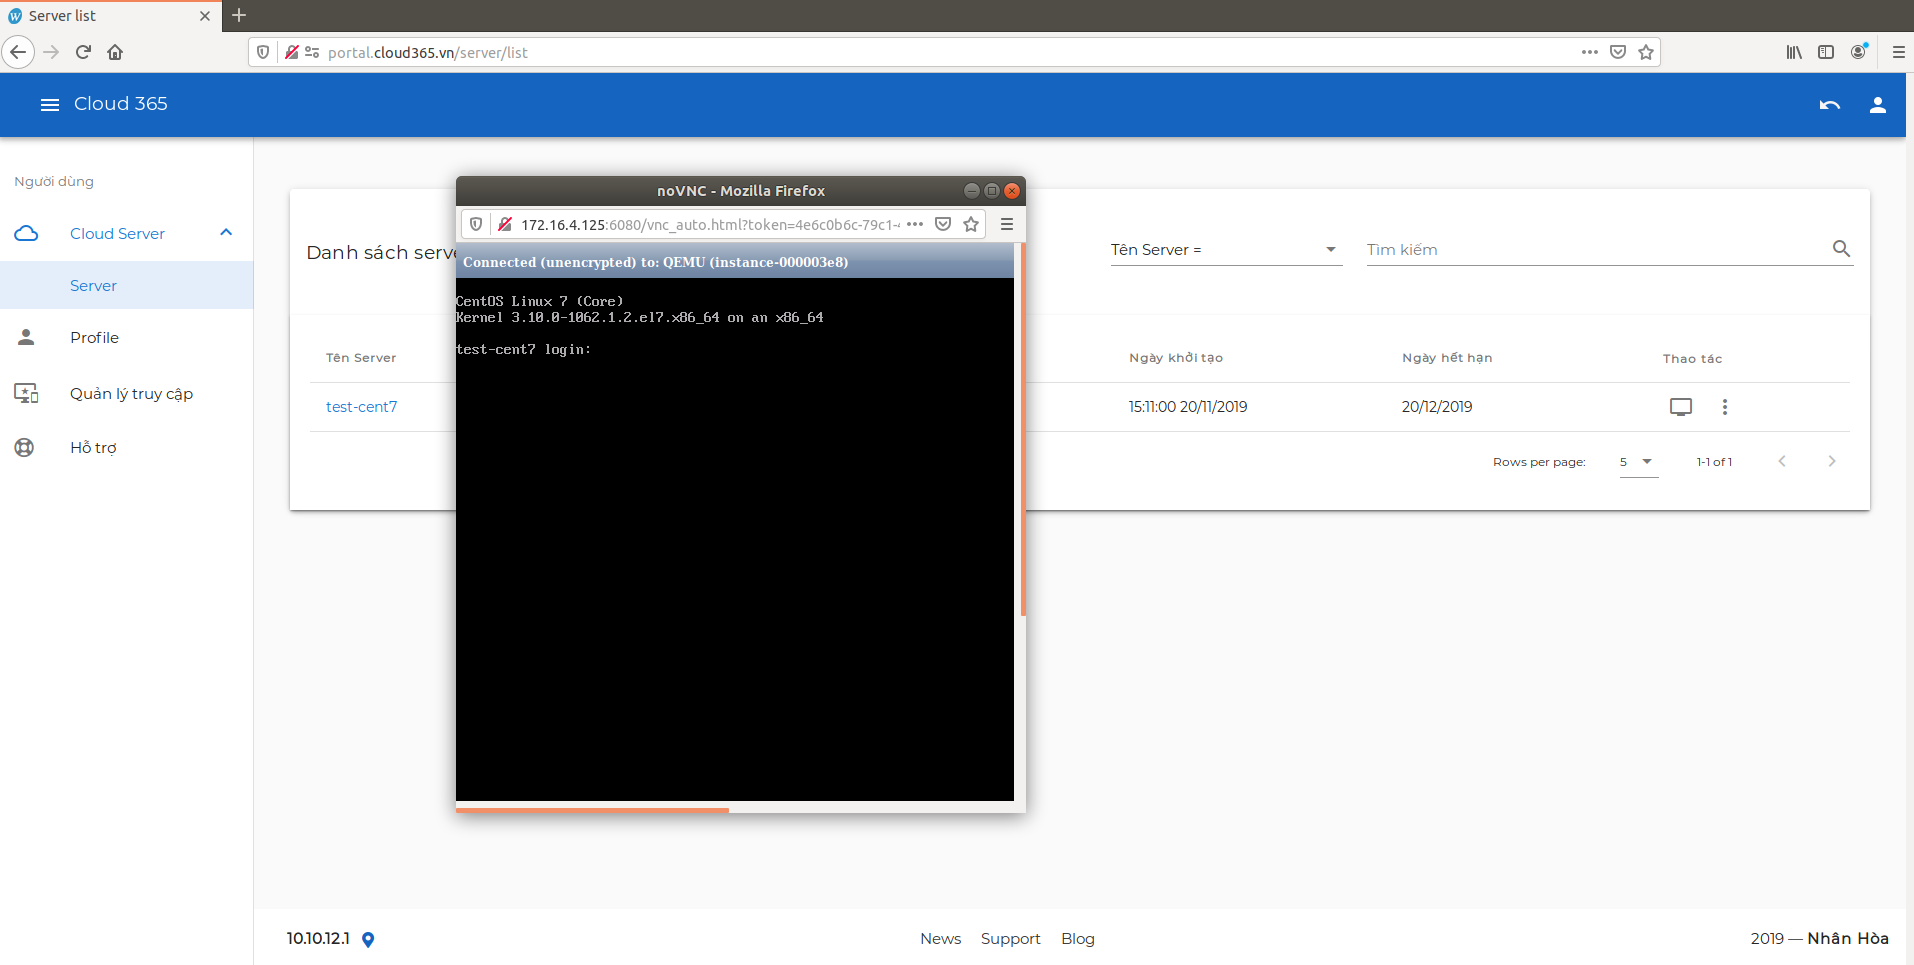 Server list
portal.cloud365.vn/server/list
Cloud 365
Người dùng
Cloud Server
Server
Profile
Quản lý truy cập
Hỗ trợ
Danh sách
Tên Server =
Tìm kiếm
Tên Server
Ngày khởi tạo
Ngày hết hạn
Thao tác
test-cent7
15:11:00 20/11/2019
20/12/2019
Rows per page:
5
1-1 of 1
noVNC - Mozilla Firefox
172.16.4.125:6080/vnc_auto.html?token=4e6c0b6c-79c1-
Connected (unencrypted) to: QEMU (instance-000003e8)
CentOS Linux 7 (Core)
Kernel 3.10.0-1062.1.2.el7.x86_64 on an x86_64
test-cent7 login:
10.10.12.1
News
Support
Blog
2019 — Nhân Hòa